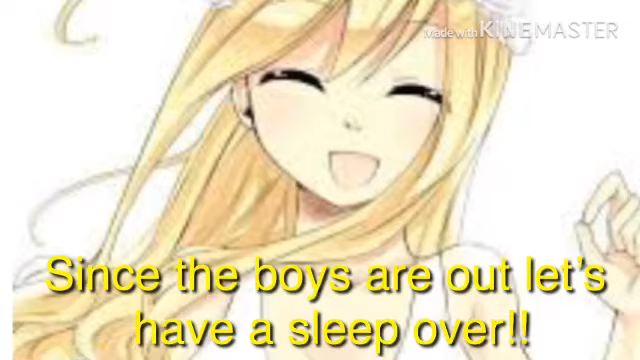 Made with KINEMASTER
Since the boys are out let's
have a sleep over!!